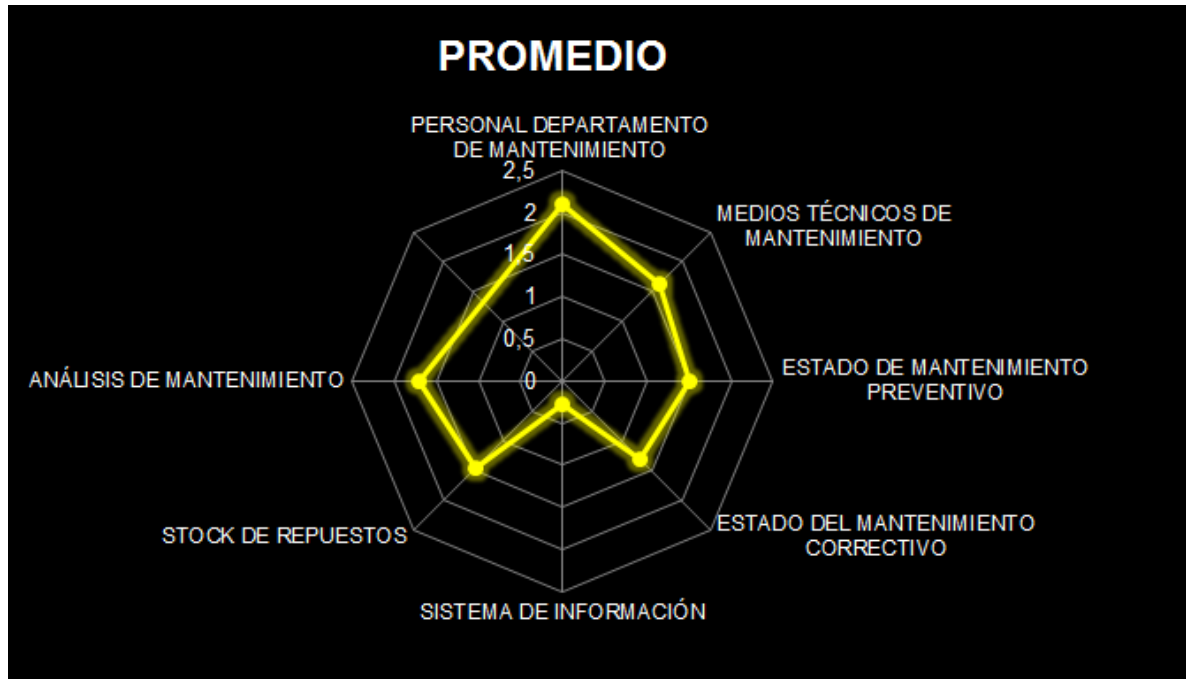 PROMEDIO
PERSONAL DEPARTAMENTO
DE MANTENIMIENTO
2,5
2
1,5
1
0,5
0
MEDIOS TÉCNICOS DE
MANTENIMIENTO
ESTADO DE MANTENIMIENTO
PREVENTIVO
ESTADO DEL MANTENIMIENTO
CORRECTIVO
SISTEMA DE INFORMACIÓN
STOCK DE REPUESTOS
ANÁLISIS DE MANTENIMIENTO